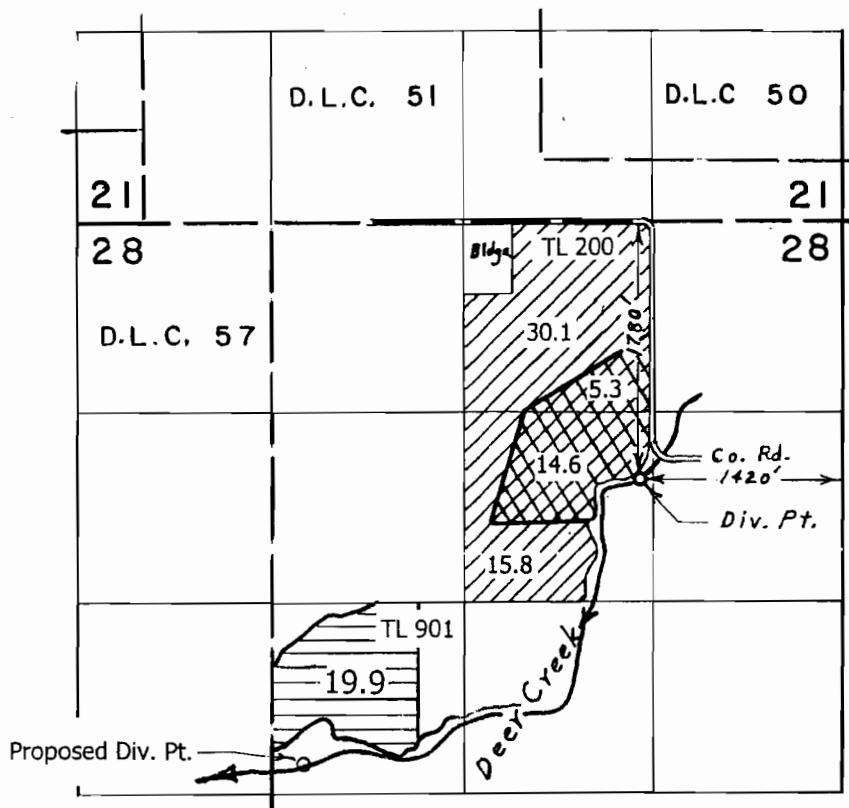 D.L.C. 51
D.L.C 50
21
21
28
28
Bldgs
TL 200
D.L.C. 57
30.1
1780'
5.3
14.6
Co. Rd.
1420'
Div. Pt.
15.8
TL 901
19.9
Deer Creek
Proposed Div. Pt.